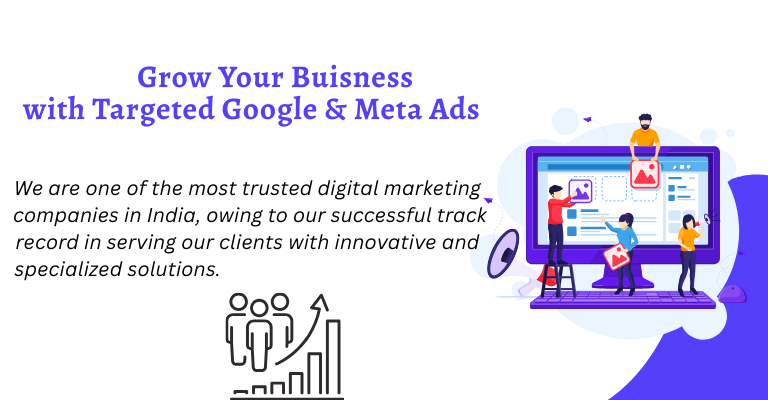 Grow Your Buisness
with Targeted Google & Meta Ads
We are one of the most trusted digital marketing
companies in India, owing to our successful track
record in serving our clients with innovative and
specialized solutions.